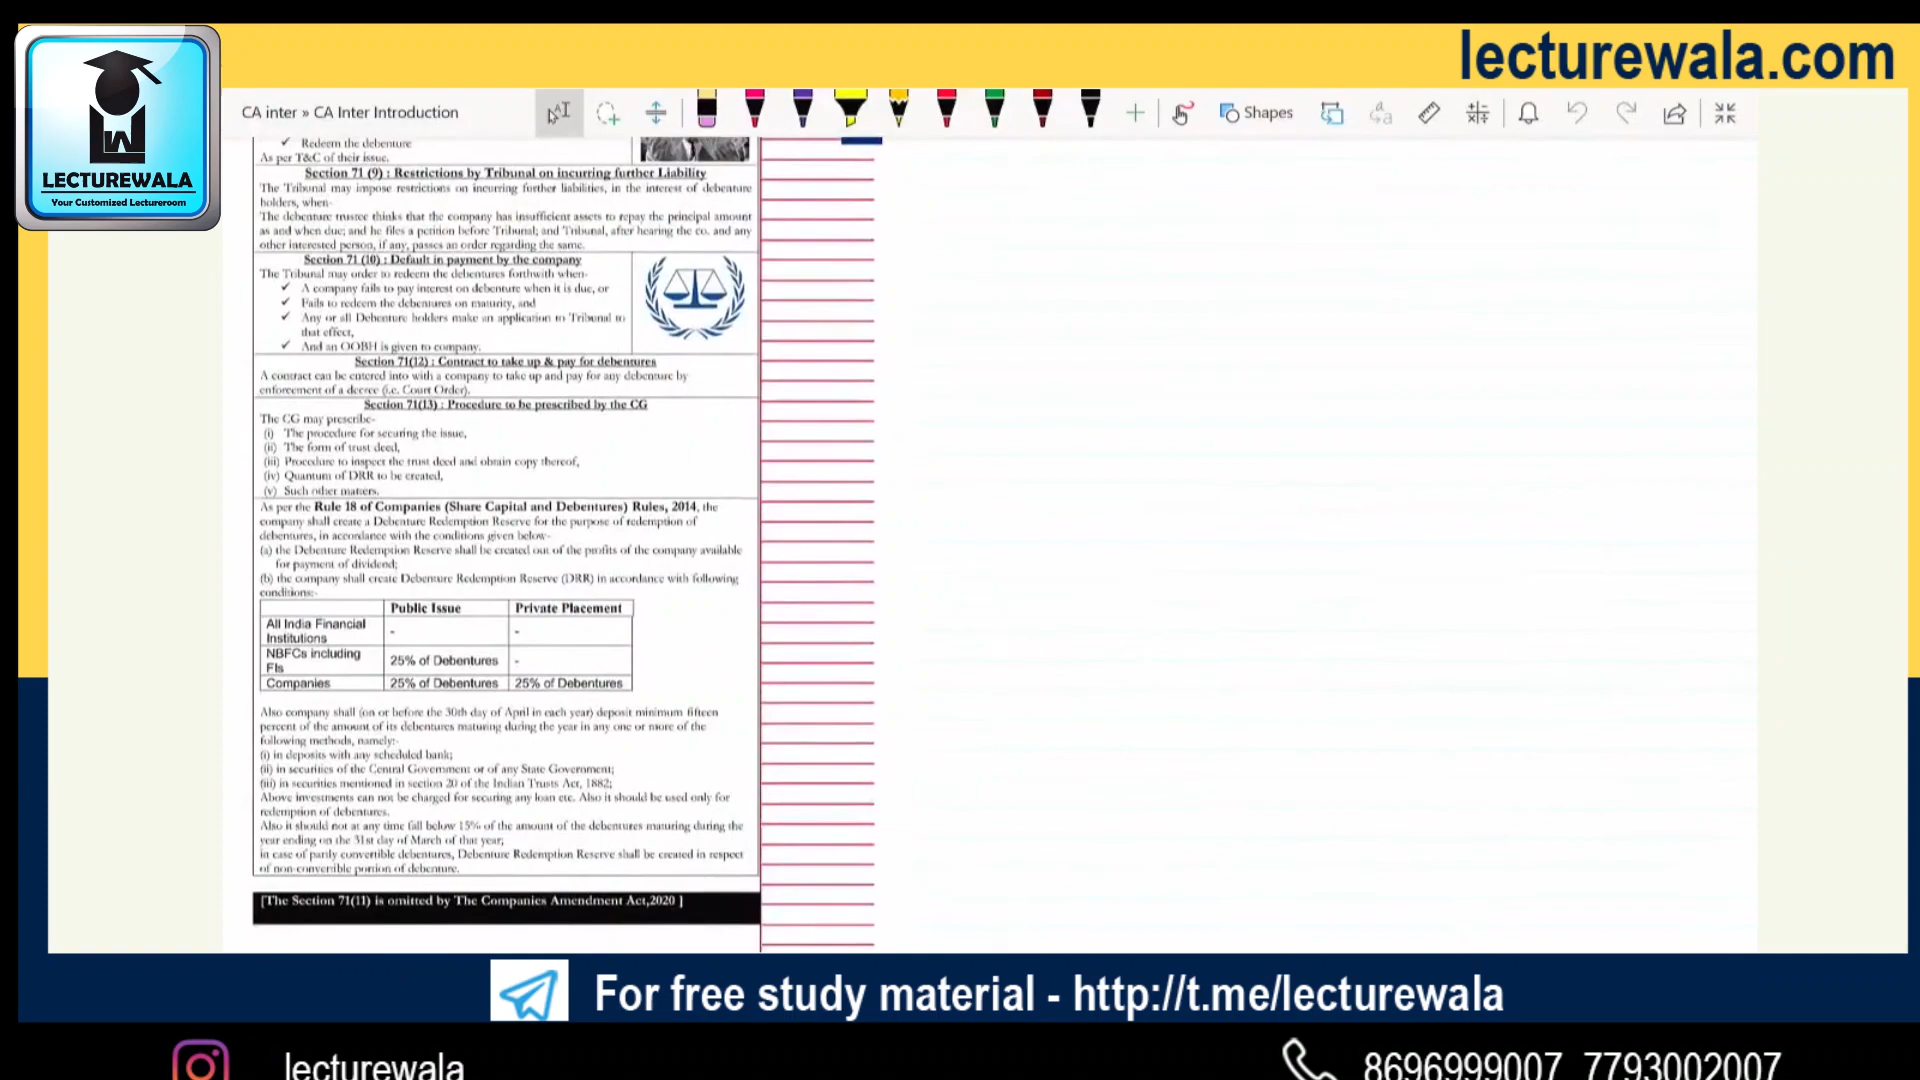 lecturewala.com
LW
LECTUREWALA
Your Customized Lectureroom
CA inter » CA Inter Introduction
Shapes
✓ Redeem the debenture
As per T&C of their issue.
Section 71 (9) : Restrictions by Tribunal on incurring further Liability
The Tribunal may impose restrictions on incurring further liabilities, in the interest of debenture
holders, when-
The debenture trustee thinks that the company has insufficient assets to repay the principal amount
as and when due; and he files a petition before Tribunal; and Tribunal, after hearing the co. and any
other interested person, if any, passes an order regarding the same.
Section 71 (10) : Default in payment by the company
The Tribunal may order to redeem the debentures forthwith when-
✓ A company fails to pay interest on debenture when it is due, or
✓ Fails to redeem the debentures on maturity, and
✓ Any or all Debenture holders make an application to Tribunal to
that effect,
✓ And an OOBH is given to company.
Section 71(12) : Contract to take up & pay for debentures
A contract can be entered into with a company to take up and pay for any debenture by
enforcement of a decree (i.e. Court Order).
Section 71(13) : Procedure to be prescribed by the CG
The CG may prescribe-
(i) The procedure for securing the issue,
(ii) The form of trust deed,
(iii) Procedure to inspect the trust deed and obtain copy thereof,
(iv) Quantum of DRR to be created,
(v) Such other matters.
As per the Rule 18 of Companies (Share Capital and Debentures) Rules, 2014, the
company shall create a Debenture Redemption Reserve for the purpose of redemption of
debentures, in accordance with the conditions given below-
(a) the Debenture Redemption Reserve shall be created out of the profits of the company available
for payment of dividend;
(b) the company shall create Debenture Redemption Reserve (DRR) in accordance with following
conditions:-
Public Issue Private Placement
All India Financial
Institutions - -
NBFCs including
FIs 25% of Debentures -
Companies 25% of Debentures 25% of Debentures
Also company shall (on or before the 30th day of April in each year) deposit minimum fifteen
percent of the amount of its debentures maturing during the year in any one or more of the
following methods, namely:-
(i) in deposits with any scheduled bank;
(ii) in securities of the Central Government or of any State Government;
(iii) in securities mentioned in section 20 of the Indian Trusts Act, 1882;
Above investments can not be charged for securing any loan etc. Also it should be used only for
redemption of debentures.
Also it should not at any time fall below 15% of the amount of the debentures maturing during the
year ending on the 31st day of March of that year;
in case of partly convertible debentures, Debenture Redemption Reserve shall be created in respect
of non-convertible portion of debenture.
[The Section 71(11) is omitted by The Companies Amendment Act,2020 ]
For free study material - http://t.me/lecturewala
lecturewala
8696999007, 7793002007